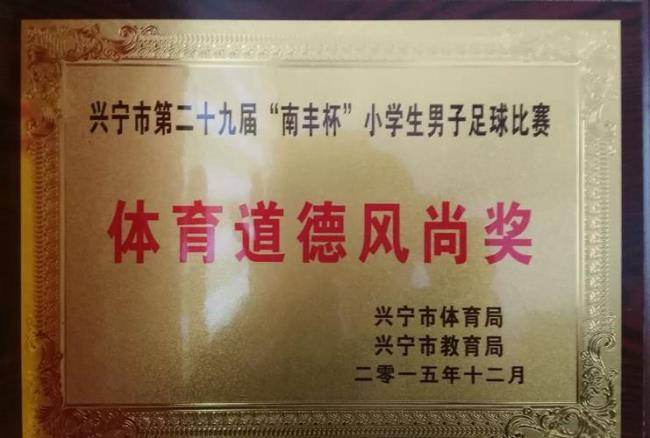 兴宁市第二十九届“南丰杯”小学生男子足球比赛
体育道德风尚奖
兴宁市体育局
兴宁市教育局
二零一五年十二月